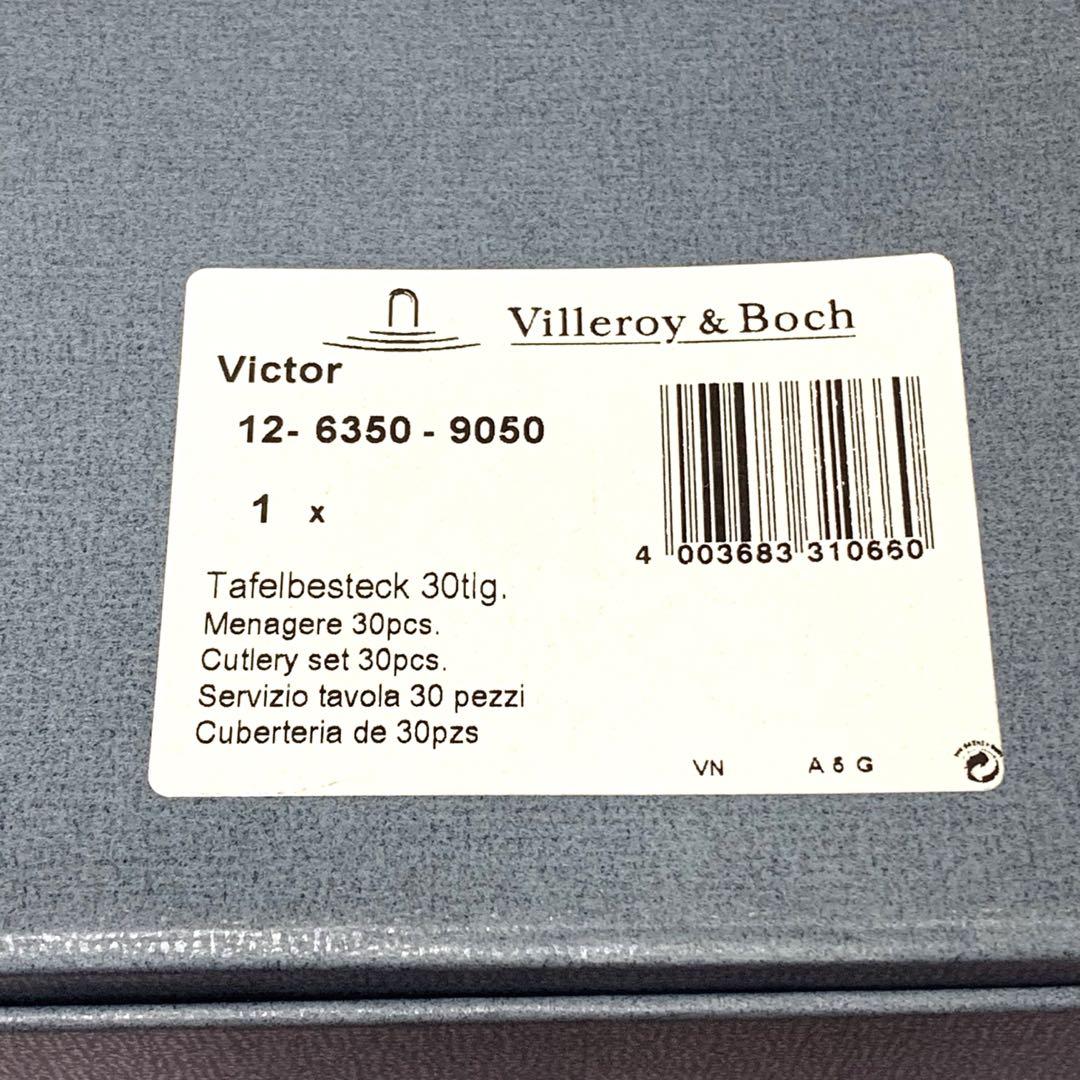 Villeroy & Boch
Victor
12- 6350 - 9050
1 x
4 003683 310660
Tafelbesteck 30tlg.
Menagere 30pcs.
Cutlery set 30pcs.
Servizio tavola 30 pezzi
Cuberteria de 30pzs
VN A 6 G